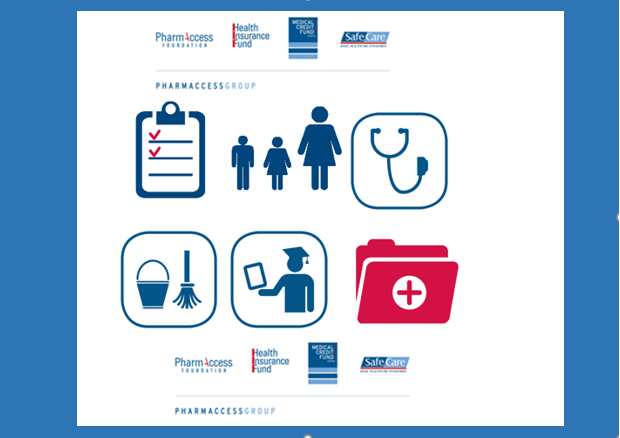 PharmAccess
FOUNDATION
Health
Insurance
Fund
MEDICAL
CREDIT
FUND
SafeCare
PHARMACCESSGROUP
PharmAccess
FOUNDATION
Health
Insurance
Fund
MEDICAL
CREDIT
FUND
SafeCare
PHARMACCESSGROUP